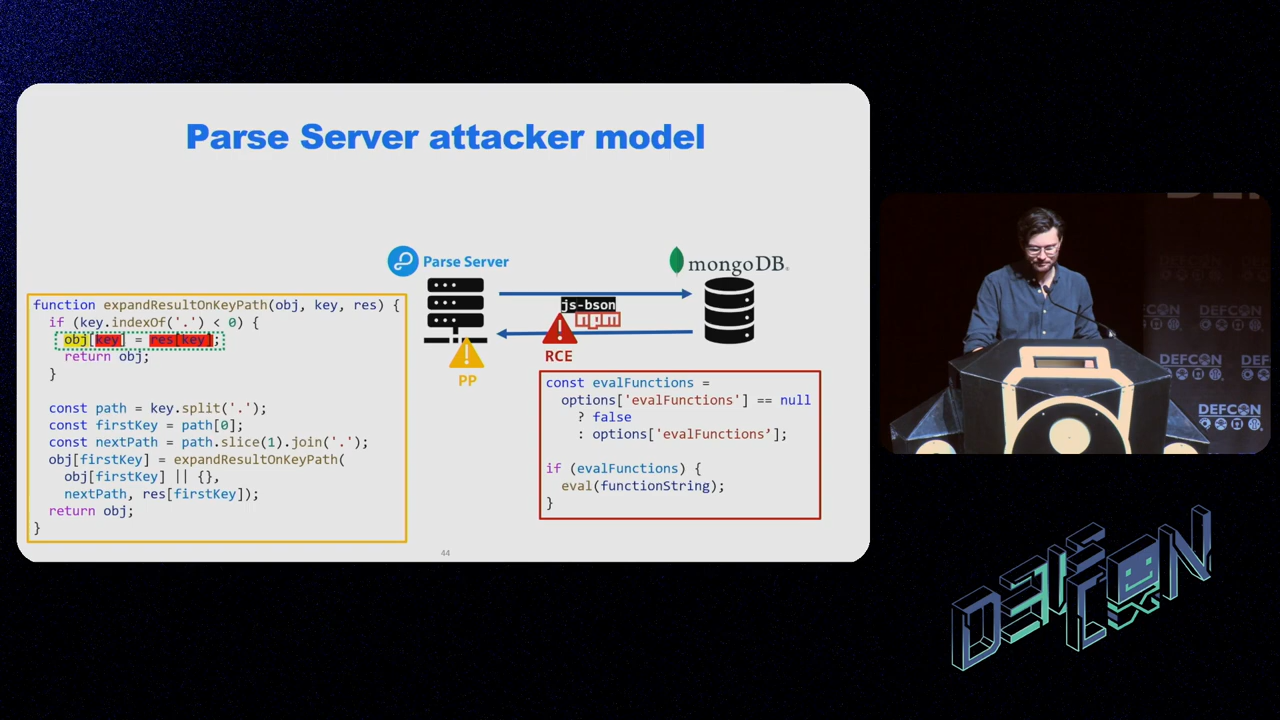 Parse Server attacker model
Parse Server
mongoDB.
js-bson
npm
RCE
PP
function expandResultOnKeyPath(obj, key, res) {
if (key.indexOf('.') < 0) {
obj[key] = res[key];
return obj;
}
const path = key.split('.');
const firstKey = path[0];
const nextPath = path.slice(1).join('.');
obj[firstKey] = expandResultOnKeyPath(
obj[firstKey] || {},
nextPath, res[firstKey]);
return obj;
}
const evalFunctions =
options['evalFunctions'] == null
? false
: options['evalFunctions’];
if (evalFunctions) {
eval(functionString);
}
44
DEFCON
DEFCON
DEFCON
DEFCON